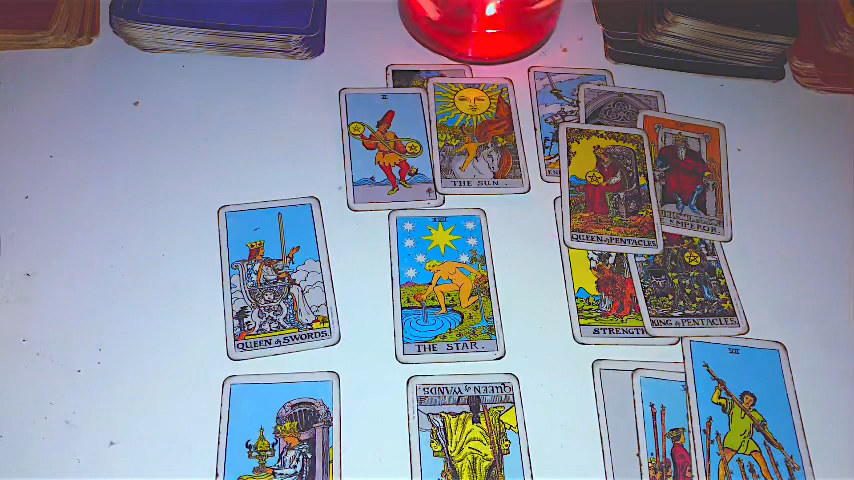 II
THE SUN.
E EMPEROR.
QUEEN of PENTACLES.
QUEEN of SWORDS.
XVII
THE STAR.
STRENGTH
KING of PENTACLES
QUEEN of WANDS
VII